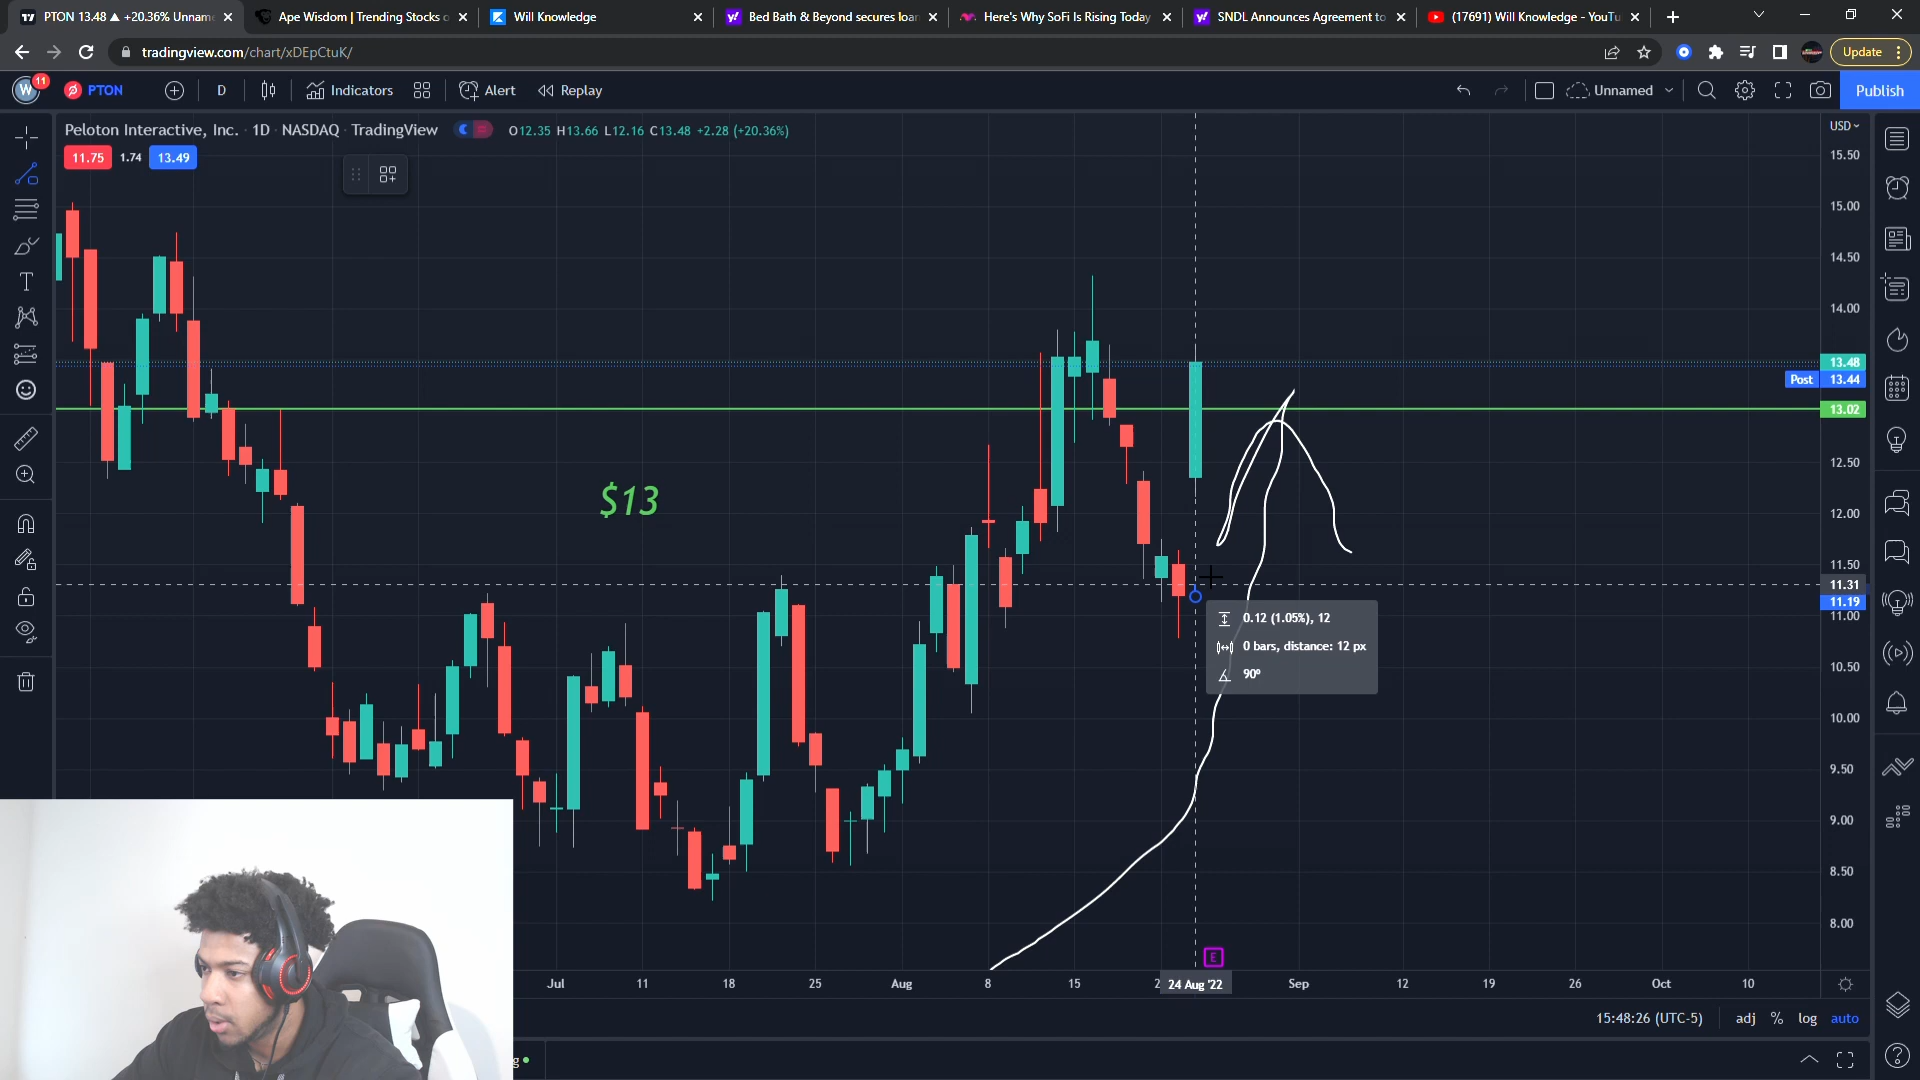 PTON 13.48 ▲ +20.36% Unnam
Ape Wisdom | Trending Stocks o
Will Knowledge
Bed Bath & Beyond secures loan
Here's Why SoFi Is Rising Today
SNDL Announces Agreement to
(17691) Will Knowledge - YouTu
tradingview.com/chart/xDEpCtuK/
Update
W
11
PTON
D
Indicators
Alert
Replay
Unnamed
Publish
Peloton Interactive, Inc. · 1D · NASDAQ · TradingView
O12.35 H13.66 L12.16 C13.48 +2.28 (+20.36%)
11.75
1.74
13.49
USD
15.50
15.00
14.50
14.00
13.48
Post 13.44
13.02
12.50
12.00
11.50
11.31
11.19
11.00
10.50
10.00
9.50
9.00
8.50
8.00
$13
0.12 (1.05%), 12
0 bars, distance: 12 px
90º
E
Jul
11
18
25
Aug
8
15
2
24 Aug '22
Sep
12
19
26
Oct
10
15:48:26 (UTC-5)
adj
%
log
auto
g